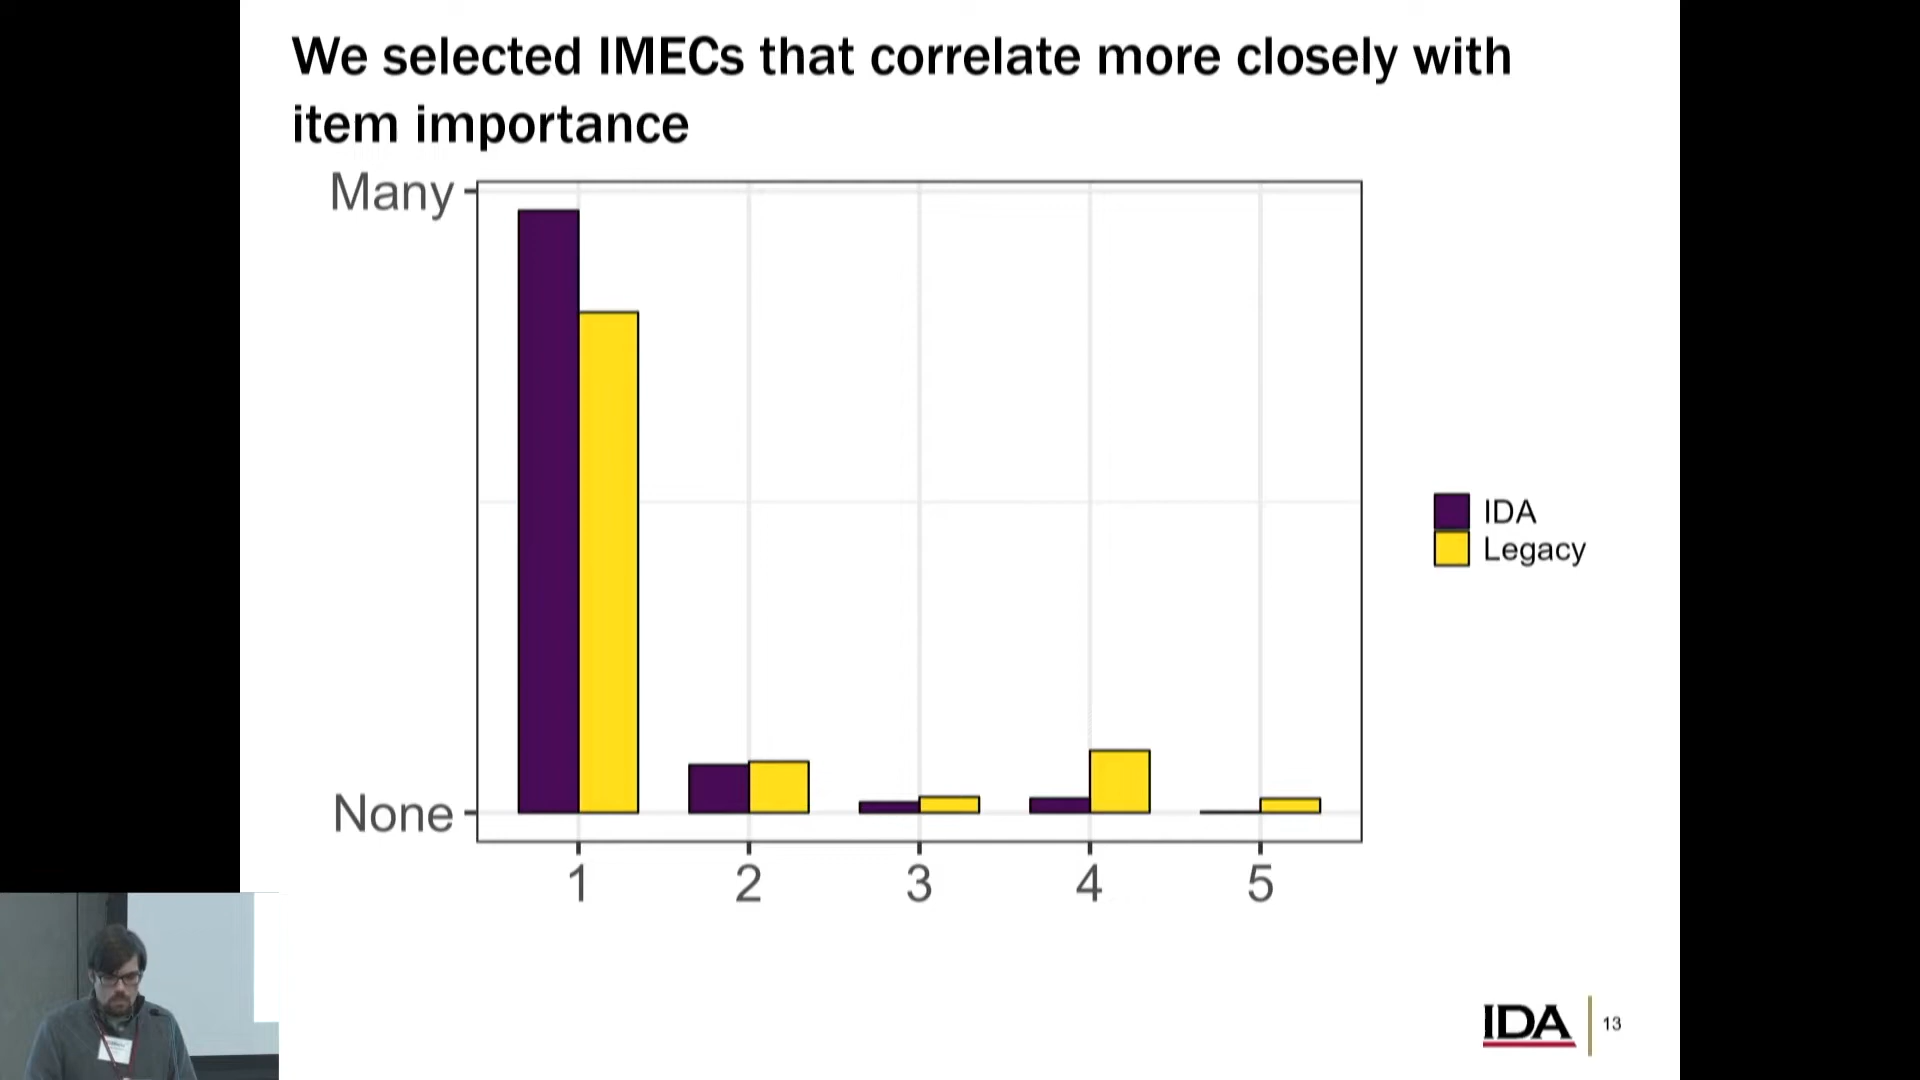 We selected IMECs that correlate more closely with
item importance
Many
None
1
2
3
4
5
IDA
Legacy
IDA
13